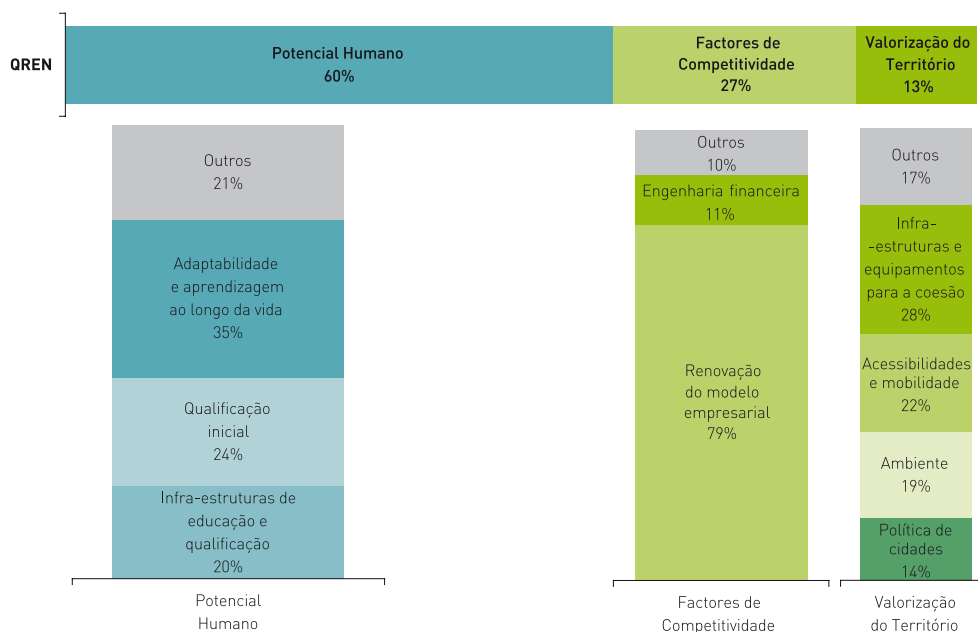 QREN
Potencial Humano
60%
Factores de
Competitividade
27%
Valorização do
Território
13%
Outros
21%
Adaptabilidade
e aprendizagem
ao longo da vida
35%
Qualificação
inicial
24%
Infra-estruturas de
educação e
qualificação
20%
Potencial
Humano
Outros
10%
Engenharia financeira
11%
Renovação
do modelo
empresarial
79%
Factores de
Competitividade
Outros
17%
Infra-
-estruturas e
equipamentos
para a coesão
28%
Acessibilidades
e mobilidade
22%
Ambiente
19%
Política de
cidades
14%
Valorização
do Território